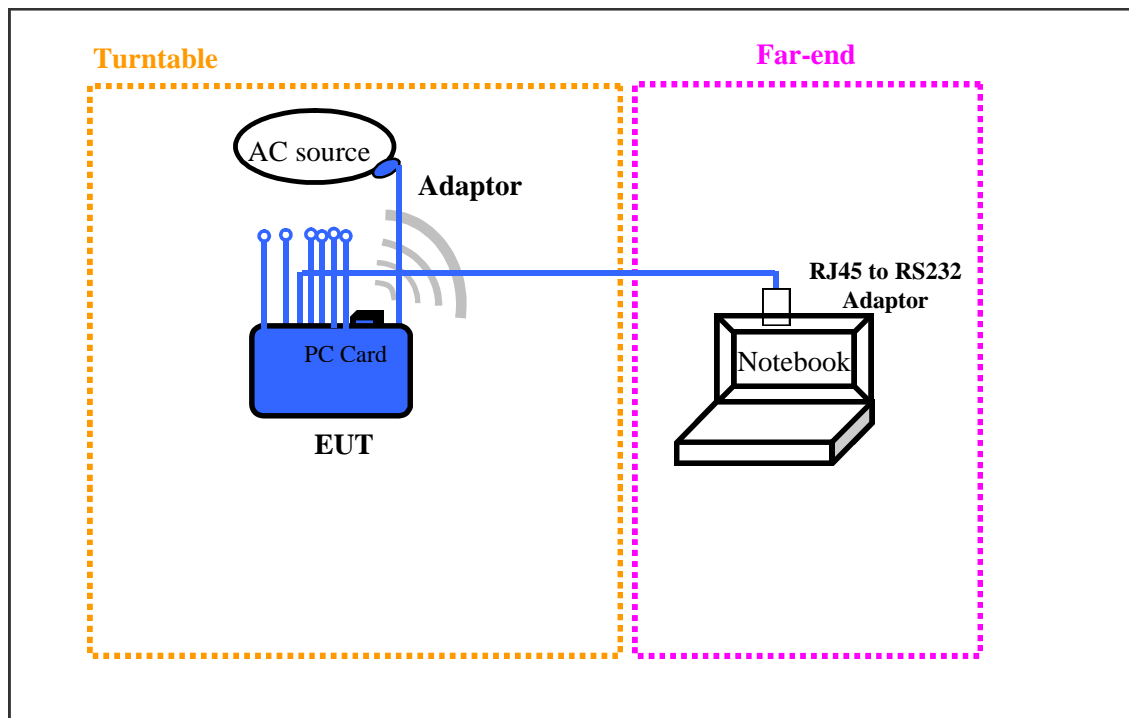 Turntable
Far-end
AC source
Adaptor
RJ45 to RS232
Adaptor
PC Card
Notebook
EUT